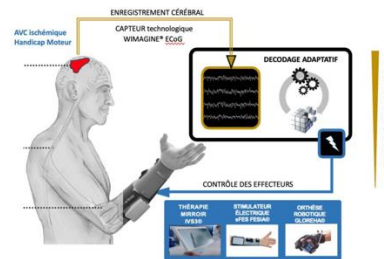 ENREGISTREMENT CÉRÉBRAL
AVC ischémique
Handicap Moteur
CAPTEUR technologique
WIMAGINE® ECoG
DECODAGE ADAPTATIF
CONTRÔLE DES EFFECTEURS
THÉRAPIE
MIRROIR
IVS3®
STIMULATEUR
ÉLECTRIQUE
sFES FESIA®
ORTHÈSE
ROBOTIQUE
GLOREHA®